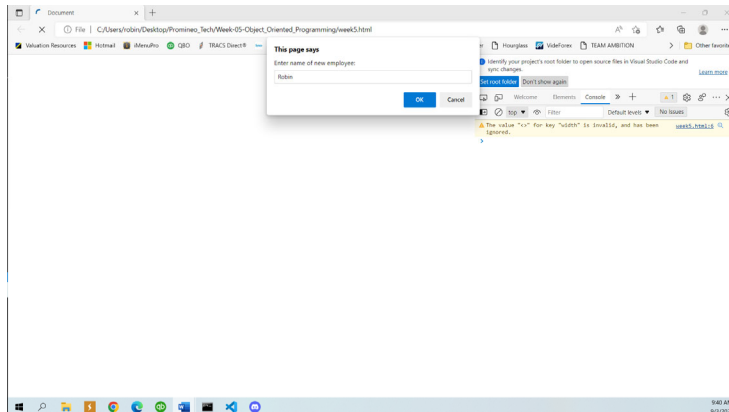 Document
File
C:/Users/robin/Desktop/Promineo_Tech/Week-05-Object_Oriented_Programming/week5.html
Valuation Resources Hotmail iMenuPro QBO TRACS Direct® Hourglass VideForex TEAM AMBITION Other favorit
This page says
Enter name of new employee:
Robin
OK Cancel
Identify your project's root folder to open source files in Visual Studio Code and
sync changes.
Learn more
Set root folder Don't show again
Welcome Elements Console 1
top Filter Default levels No Issues
The value "<>" for key "width" is invalid, and has been week5.html:6
ignored.
9:40 AM